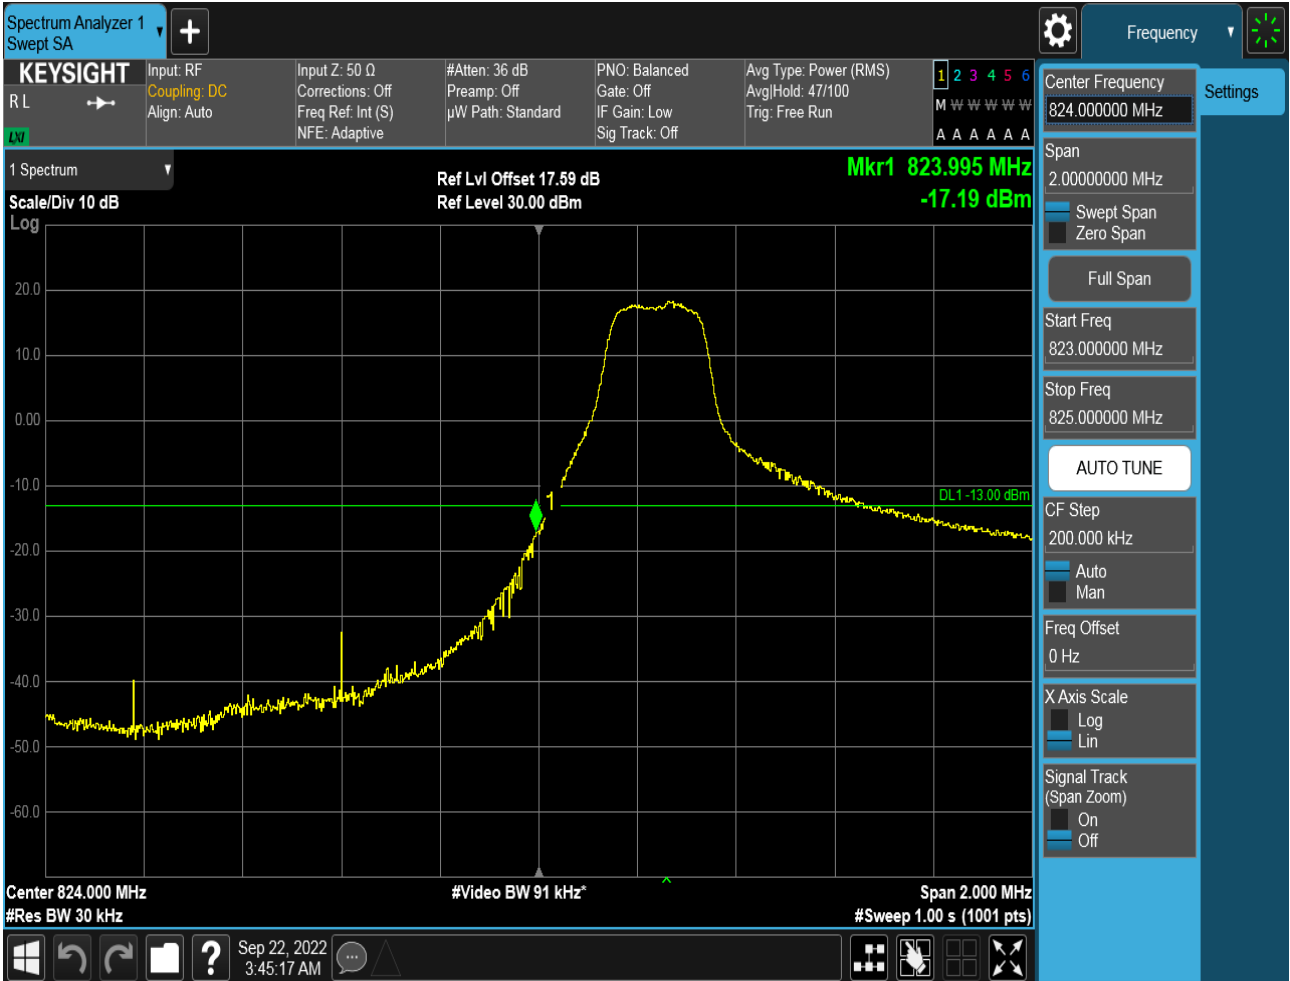 Spectrum Analyzer 1
Swept SA
Frequency
KEYSIGHT
R L
LXI
Input: RF
Coupling: DC
Align: Auto
Input Z: 50 Ω
Corrections: Off
Freq Ref: Int (S)
NFE: Adaptive
#Atten: 36 dB
Preamp: Off
µW Path: Standard
PNO: Balanced
Gate: Off
IF Gain: Low
Sig Track: Off
Avg Type: Power (RMS)
Avg|Hold: 47/100
Trig: Free Run
1 2 3 4 5 6
M W W W W W
A A A A A A
1 Spectrum
Scale/Div 10 dB
Log
Ref Lvl Offset 17.59 dB
Ref Level 30.00 dBm
Mkr1 823.995 MHz
-17.19 dBm
20.0
10.0
0.00
-10.0
-20.0
-30.0
-40.0
-50.0
-60.0
1
DL1 -13.00 dBm
Center 824.000 MHz
#Res BW 30 kHz
#Video BW 91 kHz*
Span 2.000 MHz
#Sweep 1.00 s (1001 pts)
Center Frequency
824.000000 MHz
Settings
Span
2.00000000 MHz
Swept Span
Zero Span
Full Span
Start Freq
823.000000 MHz
Stop Freq
825.000000 MHz
AUTO TUNE
CF Step
200.000 kHz
Auto
Man
Freq Offset
0 Hz
X Axis Scale
Log
Lin
Signal Track
(Span Zoom)
On
Off
?
Sep 22, 2022
3:45:17 AM